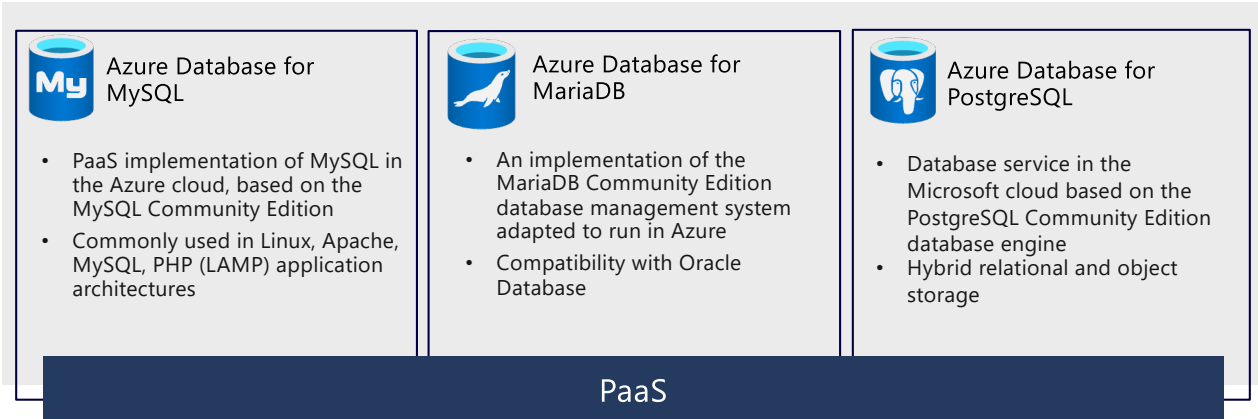 My
Azure Database for
MySQL
• PaaS implementation of MySQL in
the Azure cloud, based on the
MySQL Community Edition
• Commonly used in Linux, Apache,
MySQL, PHP (LAMP) application
architectures
Azure Database for
MariaDB
• An implementation of the
MariaDB Community Edition
database management system
adapted to run in Azure
• Compatibility with Oracle
Database
Azure Database for
PostgreSQL
• Database service in the
Microsoft cloud based on the
PostgreSQL Community Edition
database engine
• Hybrid relational and object
storage
PaaS